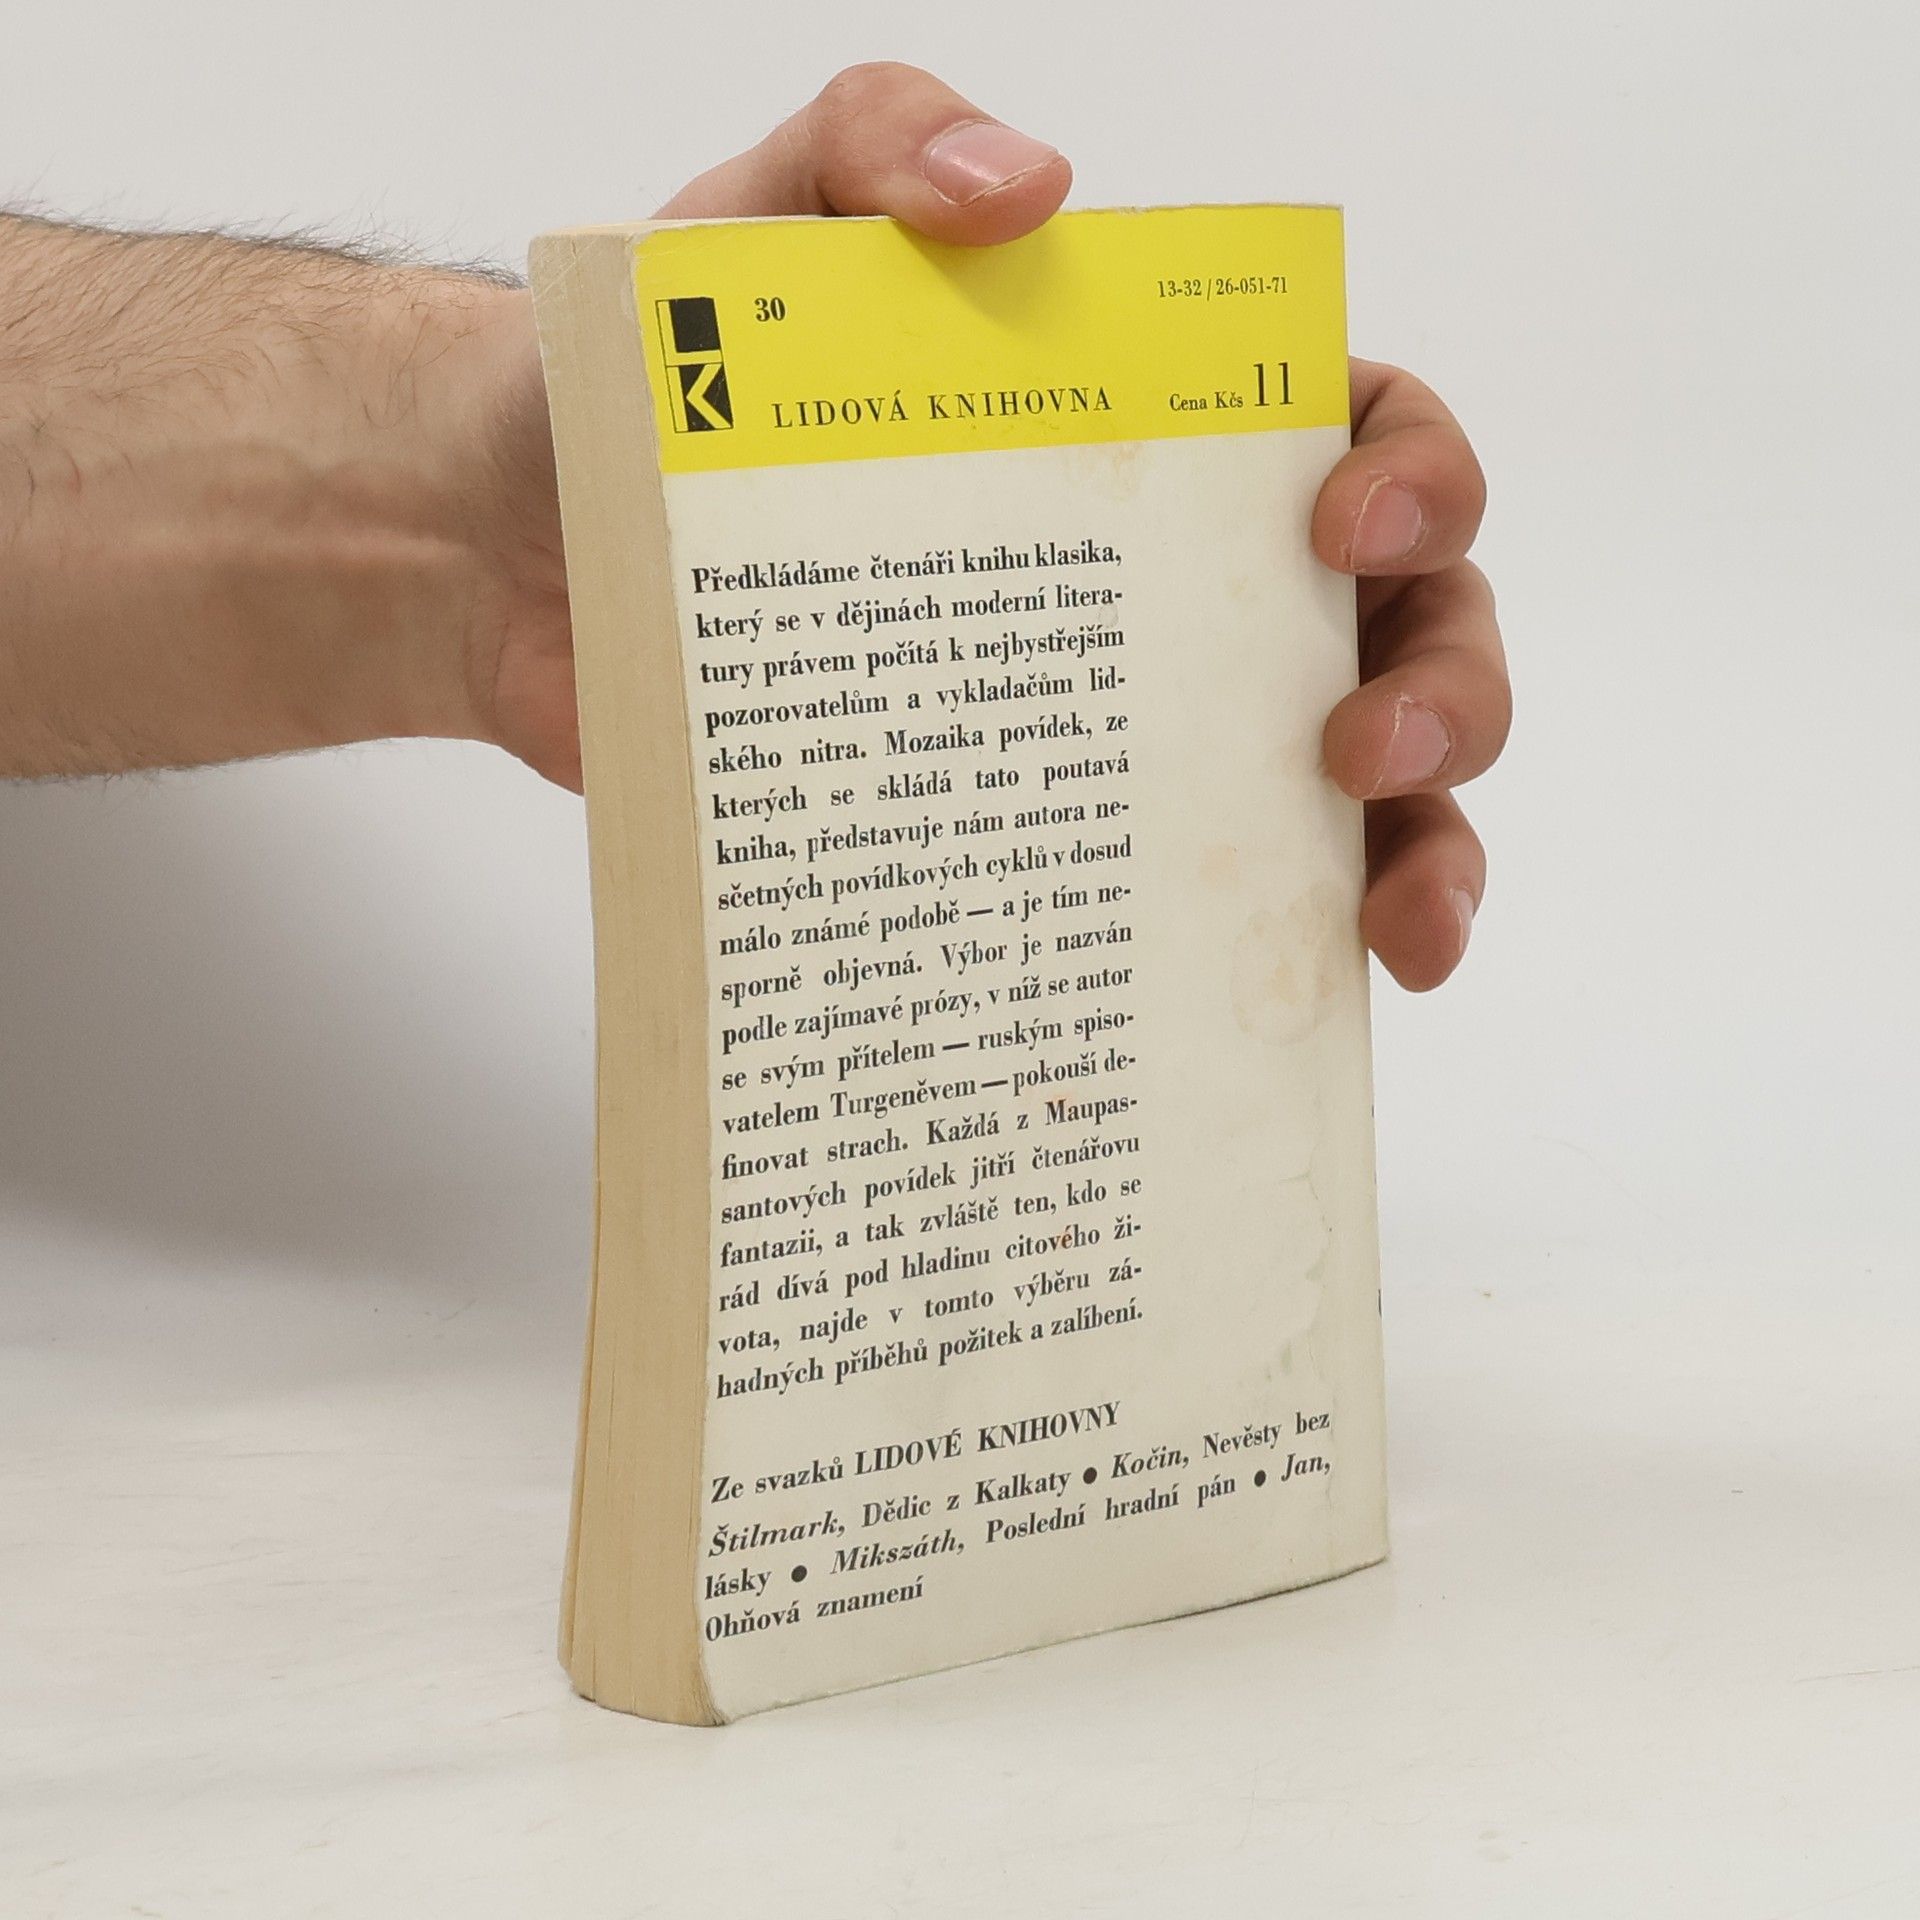 LK
30
13-32 / 26-051-71
LIDOVÁ KNIHOVNA
Cena Kčs 11
Předkládáme čtenáři knihu klasika,
který se v dějinách moderní litera-
tury právem počítá k nejbystřejším
pozorovatelům a vykladačům lid-
ského nitra. Mozaika povídek, ze
kterých se skládá tato poutavá
kniha, představuje nám autora ne-
sčetných povídkových cyklů v dosud
málo známé podobě — a je tím ne-
sporně objevná. Výbor je nazván
podle zajímavé prózy, v níž se autor
se svým přítelem — ruským spiso-
vatelem Turgeněvem — pokouší de-
finovat strach. Každá z Maupas-
santových povídek jitří čtenářovu
fantazii, a tak zvláště ten, kdo se
rád dívá pod hladinu citového ži-
vota, najde v tomto výběru zá-
hadných příběhů požitek a zalíbení.
Ze svazků LIDOVÉ KNIHOVNY
Štilmark, Dědic z Kalkaty ● Kočin, Nevěsty bez
lásky ● Mikszáth, Poslední hradní pán ● Jan,
Ohňová znamení